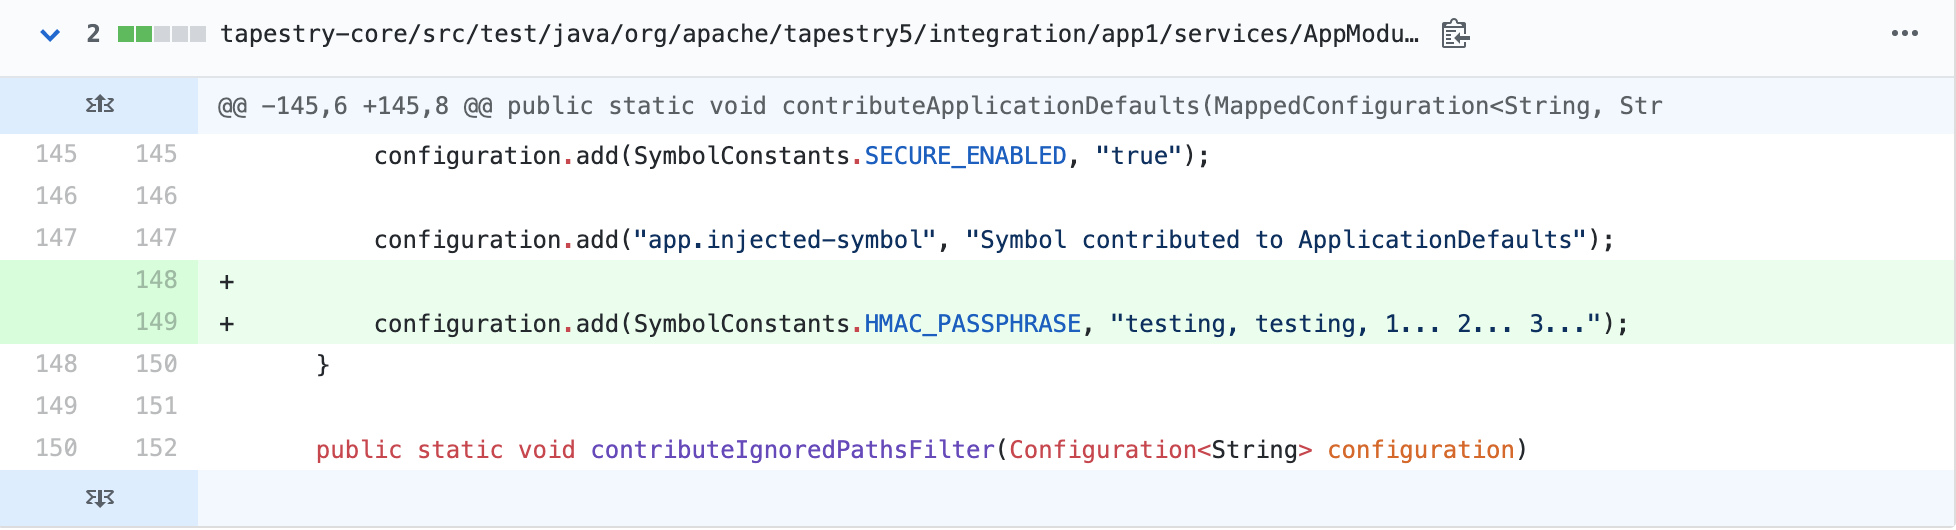 2 tapestry-core/src/test/java/org/apache/tapestry5/integration/app1/services/AppModu…
@@ -145,6 +145,8 @@ public static void contributeApplicationDefaults(MappedConfiguration<String, Str
145 145 configuration.add(SymbolConstants.SECURE_ENABLED, "true");
146 146
147 147 configuration.add("app.injected-symbol", "Symbol contributed to ApplicationDefaults");
148 +
149 + configuration.add(SymbolConstants.HMAC_PASSPHRASE, "testing, testing, 1... 2... 3...");
148 150 }
149 151
150 152 public static void contributeIgnoredPathsFilter(Configuration<String> configuration)